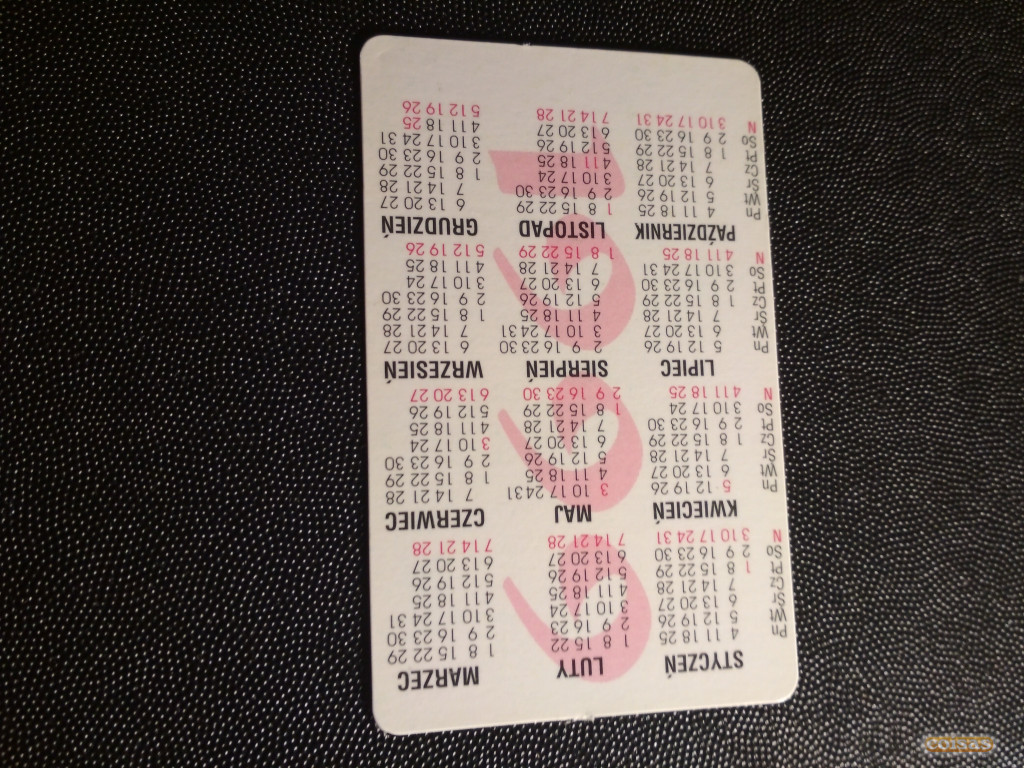 STYCZEŃ LUTY MARZEC
Pn 4 11 18 25 1 8 15 22 1 8 15 22 29
Wt 5 12 19 26 2 9 16 23 2 9 16 23 30
Śr 6 13 20 27 3 10 17 24 3 10 17 24 31
Cz 7 14 21 28 4 11 18 25 4 11 18 25
Pt 1 8 15 22 29 5 12 19 26 5 12 19 26
So 2 9 16 23 30 6 13 20 27 6 13 20 27
N 3 10 17 24 31 7 14 21 28 7 14 21 28
KWIECIEŃ MAJ CZERWIEC
Pn 5 12 19 26 3 10 17 24 31 7 14 21 28
Wt 6 13 20 27 4 11 18 25 1 8 15 22 29
Śr 7 14 21 28 5 12 19 26 2 9 16 23 30
Cz 1 8 15 22 29 6 13 20 27 3 10 17 24
Pt 2 9 16 23 30 7 14 21 28 4 11 18 25
So 3 10 17 24 1 8 15 22 29 5 12 19 26
N 4 11 18 25 2 9 16 23 30 6 13 20 27
LIPIEC SIERPIEŃ WRZESIEŃ
Pn 5 12 19 26 2 9 16 23 30 6 13 20 27
Wt 6 13 20 27 3 10 17 24 31 7 14 21 28
Śr 7 14 21 28 4 11 18 25 1 8 15 22 29
Cz 1 8 15 22 29 5 12 19 26 2 9 16 23 30
Pt 2 9 16 23 30 6 13 20 27 3 10 17 24
So 3 10 17 24 31 7 14 21 28 4 11 18 25
N 4 11 18 25 1 8 15 22 29 5 12 19 26
PAŹDZIERNIK LISTOPAD GRUDZIEŃ
Pn 4 11 18 25 1 8 15 22 29 6 13 20 27
Wt 5 12 19 26 2 9 16 23 30 7 14 21 28
Śr 6 13 20 27 3 10 17 24 1 8 15 22 29
Cz 7 14 21 28 4 11 18 25 2 9 16 23 30
Pt 1 8 15 22 29 5 12 19 26 3 10 17 24 31
So 2 9 16 23 30 6 13 20 27 4 11 18 25
N 3 10 17 24 31 7 14 21 28 5 12 19 26
1999
coisas